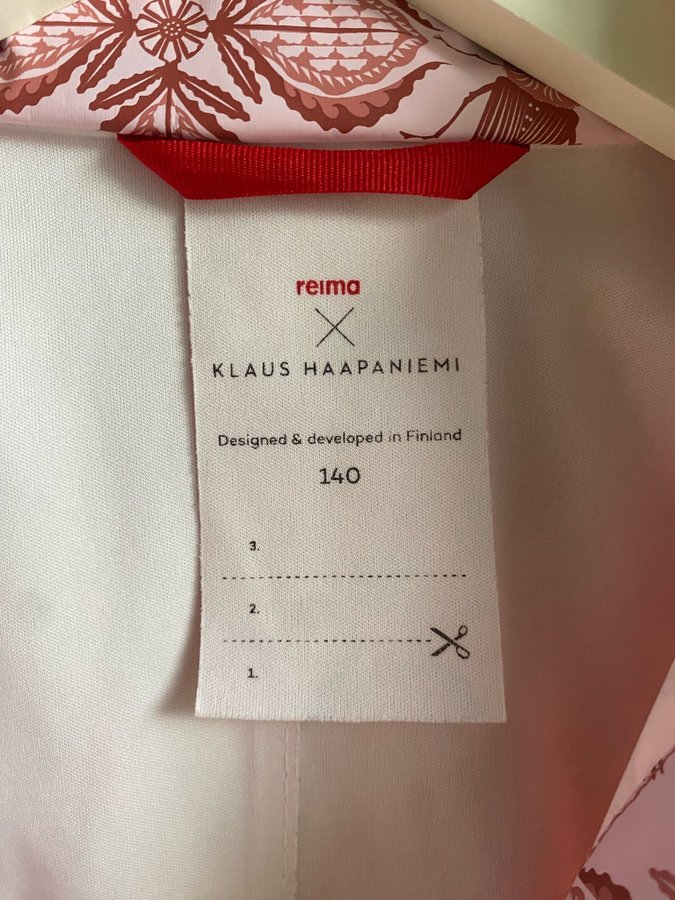 reima
KLAUS HAAPANIEMI
Designed & developed in Finland
140
3.
2.
1.